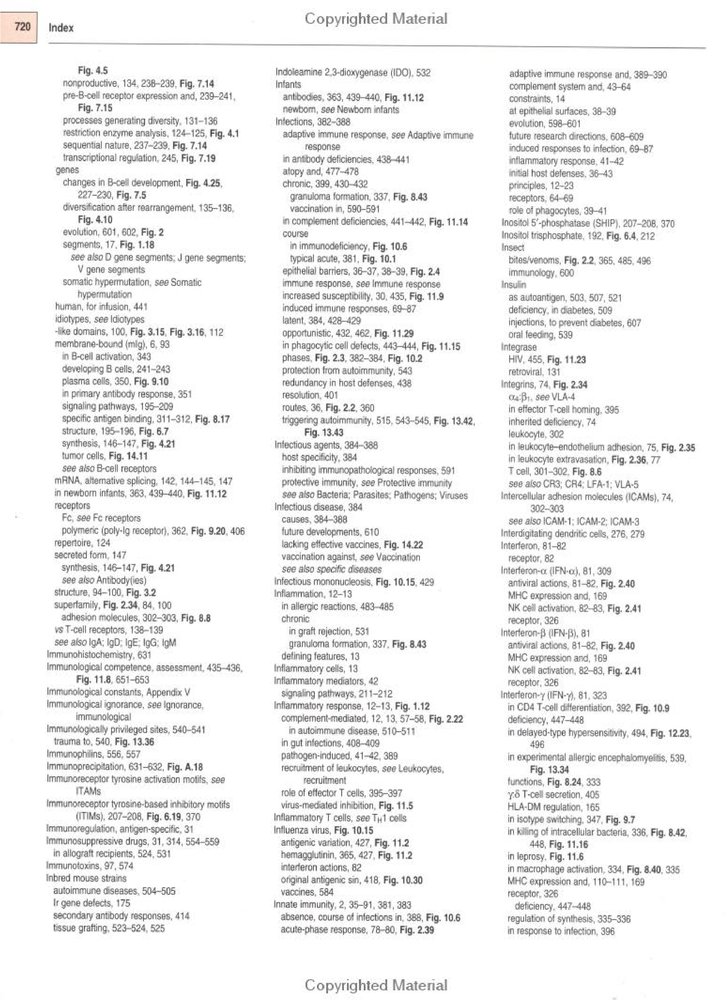 Copyrighted Material
720
Index
Fig. 4.5
nonproductive, 134, 238–239, Fig. 7.14
pre-B-cell receptor expression and, 239–241,
Fig. 7.15
processes generating diversity, 131–136
restriction enzyme analysis, 124–125, Fig. 4.1
sequential nature, 237–239, Fig. 7.14
transcriptional regulation, 245, Fig. 7.19
genes
changes in B-cell development, Fig. 4.25,
227–230, Fig. 7.5
diversification after rearrangement, 135–136,
Fig. 4.10
evolution, 601, 602, Fig. 2
segments, 17, Fig. 1.18
see also D gene segments; J gene segments;
V gene segments
somatic hypermutation, see Somatic
hypermutation
human, for infusion, 441
idiotypes, see Idiotypes
-like domains, 100, Fig. 3.15, Fig. 3.16, 112
membrane-bound (mIg), 6, 93
in B-cell activation, 343
developing B cells, 241–243
plasma cells, 350, Fig. 9.10
in primary antibody response, 351
signaling pathways, 195–209
specific antigen binding, 311–312, Fig. 8.17
structure, 195–196, Fig. 6.7
synthesis, 146–147, Fig. 4.21
tumor cells, Fig. 14.11
see also B-cell receptors
mRNA, alternative splicing, 142, 144–145, 147
in newborn infants, 363, 439–440, Fig. 11.12
receptors
Fc, see Fc receptors
polymeric (poly-Ig receptor), 362, Fig. 9.20, 406
repertoire, 124
secreted form, 147
synthesis, 146–147, Fig. 4.21
see also Antibody(ies)
structure, 94–100, Fig. 3.2
superfamily, Fig. 2.34, 84, 100
adhesion molecules, 302–303, Fig. 8.8
vs T-cell receptors, 138–139
see also IgA; IgD; IgE; IgG; IgM
Immunohistochemistry, 631
Immunological competence, assessment, 435–436,
Fig. 11.8, 651–653
Immunological constants, Appendix V
Immunological ignorance, see Ignorance,
immunological
Immunologically privileged sites, 540–541
trauma to, 540, Fig. 13.36
Immunophilins, 556, 557
Immunoprecipitation, 631–632, Fig. A.18
Immunoreceptor tyrosine activation motifs, see
ITAMs
Immunoreceptor tyrosine-based inhibitory motifs
(ITIMs), 207–208, Fig. 6.19, 370
Immunoregulation, antigen-specific, 31
Immunosuppressive drugs, 31, 314, 554–559
in allograft recipients, 524, 531
Immunotoxins, 97, 574
Inbred mouse strains
autoimmune diseases, 504–505
Ir gene defects, 175
secondary antibody responses, 414
tissue grafting, 523–524, 525
Indoleamine 2,3-dioxygenase (IDO), 532
Infants
antibodies, 363, 439–440, Fig. 11.12
newborn, see Newborn infants
Infections, 382–388
adaptive immune response, see Adaptive immune
response
in antibody deficiencies, 438–441
atopy and, 477–478
chronic, 399, 430–432
granuloma formation, 337, Fig. 8.43
vaccination in, 590–591
in complement deficiencies, 441–442, Fig. 11.14
course
in immunodeficiency, Fig. 10.6
typical acute, 381, Fig. 10.1
epithelial barriers, 36–37, 38–39, Fig. 2.4
immune response, see Immune response
increased susceptibility, 30, 435, Fig. 11.9
induced immune responses, 69–87
latent, 384, 428–429
opportunistic, 432, 462, Fig. 11.29
in phagocytic cell defects, 443–444, Fig. 11.15
phases, Fig. 2.3, 382–384, Fig. 10.2
protection from autoimmunity, 543
redundancy in host defenses, 438
resolution, 401
routes, 36, Fig. 2.2, 360
triggering autoimmunity, 515, 543–545, Fig. 13.42,
Fig. 13.43
Infectious agents, 384–388
host specificity, 384
inhibiting immunopathological responses, 591
protective immunity, see Protective immunity
see also Bacteria; Parasites; Pathogens; Viruses
Infectious disease, 384
causes, 384–388
future developments, 610
lacking effective vaccines, Fig. 14.22
vaccination against, see Vaccination
see also specific diseases
Infectious mononucleosis, Fig. 10.15, 429
Inflammation, 12–13
in allergic reactions, 483–485
chronic
in graft rejection, 531
granuloma formation, 337, Fig. 8.43
defining features, 13
Inflammatory cells, 13
Inflammatory mediators, 42
signaling pathways, 211–212
Inflammatory response, 12–13, Fig. 1.12
complement-mediated, 12, 13, 57–58, Fig. 2.22
in autoimmune disease, 510–511
in gut infections, 408–409
pathogen-induced, 41–42, 389
recruitment of leukocytes, see Leukocytes,
recruitment
role of effector T cells, 395–397
virus-mediated inhibition, Fig. 11.5
Inflammatory T cells, see TH1 cells
Influenza virus, Fig. 10.15
antigenic variation, 427, Fig. 11.2
hemagglutinin, 365, 427, Fig. 11.2
interferon actions, 82
original antigenic sin, 418, Fig. 10.30
vaccines, 584
Innate immunity, 2, 35–91, 381, 383
absence, course of infections in, 388, Fig. 10.6
acute-phase response, 78–80, Fig. 2.39
adaptive immune response and, 389–390
complement system and, 43–64
constraints, 14
at epithelial surfaces, 38–39
evolution, 598–601
future research directions, 608–609
induced responses to infection, 69–87
inflammatory response, 41–42
initial host defenses, 36–43
principles, 12–23
receptors, 64–69
role of phagocytes, 39–41
Inositol 5′-phosphatase (SHIP), 207–208, 370
Inositol trisphosphate, 192, Fig. 6.4, 212
Insect
bites/venoms, Fig. 2.2, 365, 485, 496
immunology, 600
Insulin
as autoantigen, 503, 507, 521
deficiency, in diabetes, 509
injections, to prevent diabetes, 607
oral feeding, 539
Integrase
HIV, 455, Fig. 11.23
retroviral, 131
Integrins, 74, Fig. 2.34
α4:β1, see VLA-4
in effector T-cell homing, 395
inherited deficiency, 74
leukocyte, 302
in leukocyte–endothelium adhesion, 75, Fig. 2.35
in leukocyte extravasation, Fig. 2.36, 77
T cell, 301–302, Fig. 8.6
see also CR3; CR4; LFA-1; VLA-5
Intercellular adhesion molecules (ICAMs), 74,
302–303
see also ICAM-1; ICAM-2; ICAM-3
Interdigitating dendritic cells, 276, 279
Interferon, 81–82
receptor, 82
Interferon-α (IFN-α), 81, 309
antiviral actions, 81–82, Fig. 2.40
MHC expression and, 169
NK cell activation, 82–83, Fig. 2.41
receptor, 326
Interferon-β (IFN-β), 81
antiviral actions, 81–82, Fig. 2.40
MHC expression and, 169
NK cell activation, 82–83, Fig. 2.41
receptor, 326
Interferon-γ (IFN-γ), 81, 323
in CD4 T-cell differentiation, 392, Fig. 10.9
deficiency, 447–448
in delayed-type hypersensitivity, 494, Fig. 12.23,
496
in experimental allergic encephalomyelitis, 539,
Fig. 13.34
functions, Fig. 8.24, 333
γδ T-cell secretion, 405
HLA-DM regulation, 165
in isotype switching, 347, Fig. 9.7
in killing of intracellular bacteria, 336, Fig. 8.42,
448, Fig. 11.16
in leprosy, Fig. 11.6
in macrophage activation, 334, Fig. 8.40, 335
MHC expression and, 110–111, 169
receptor, 326
deficiency, 447–448
regulation of synthesis, 335–336
in response to infection, 396
Copyrighted Material